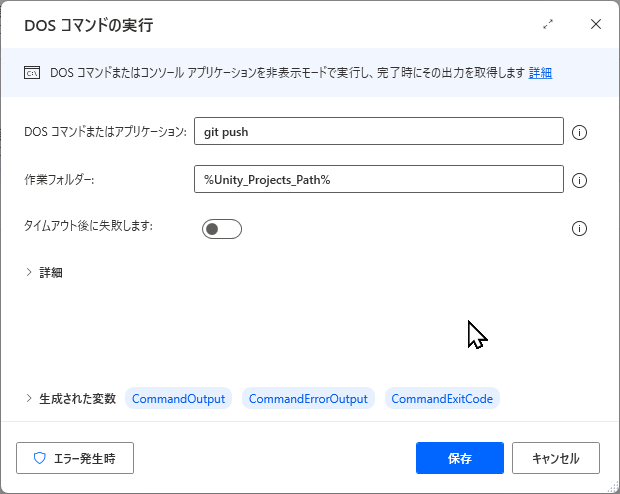 DOS コマンドの実行
C:\
DOS コマンドまたはコンソール アプリケーションを非表示モードで実行し、完了時にその出力を取得します 詳細
DOS コマンドまたはアプリケーション: git push
作業フォルダー: %Unity_Projects_Path%
タイムアウト後に失敗します:
詳細
生成された変数 CommandOutput CommandErrorOutput CommandExitCode
エラー発生時 保存 キャンセル